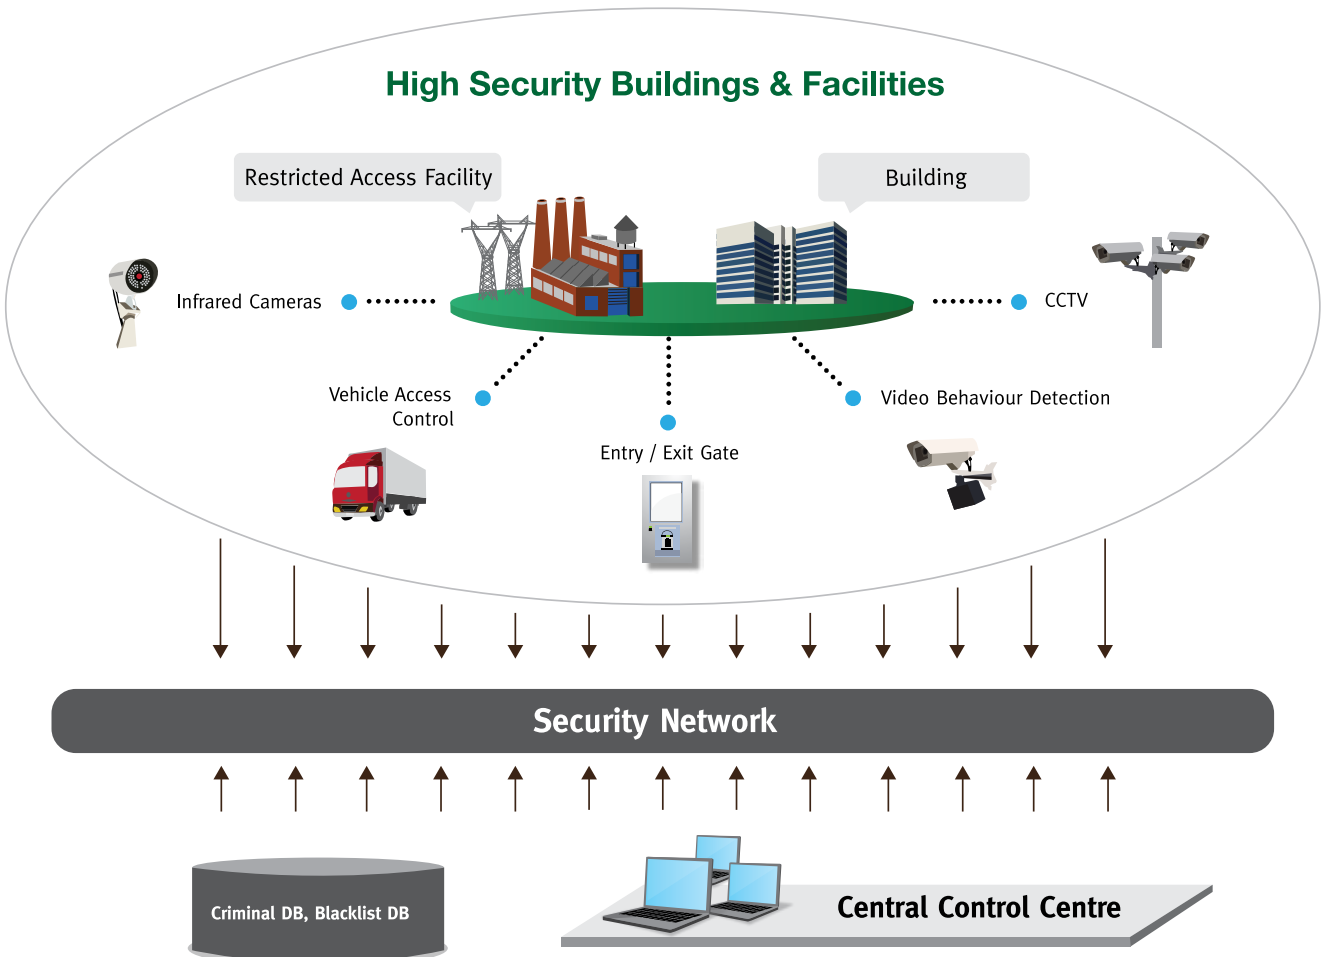 High Security Buildings & Facilities
Restricted Access Facility
Building
Infrared Cameras
CCTV
Vehicle Access
Control
Video Behaviour Detection
Entry / Exit Gate
Security Network
Criminal DB, Blacklist DB
Central Control Centre